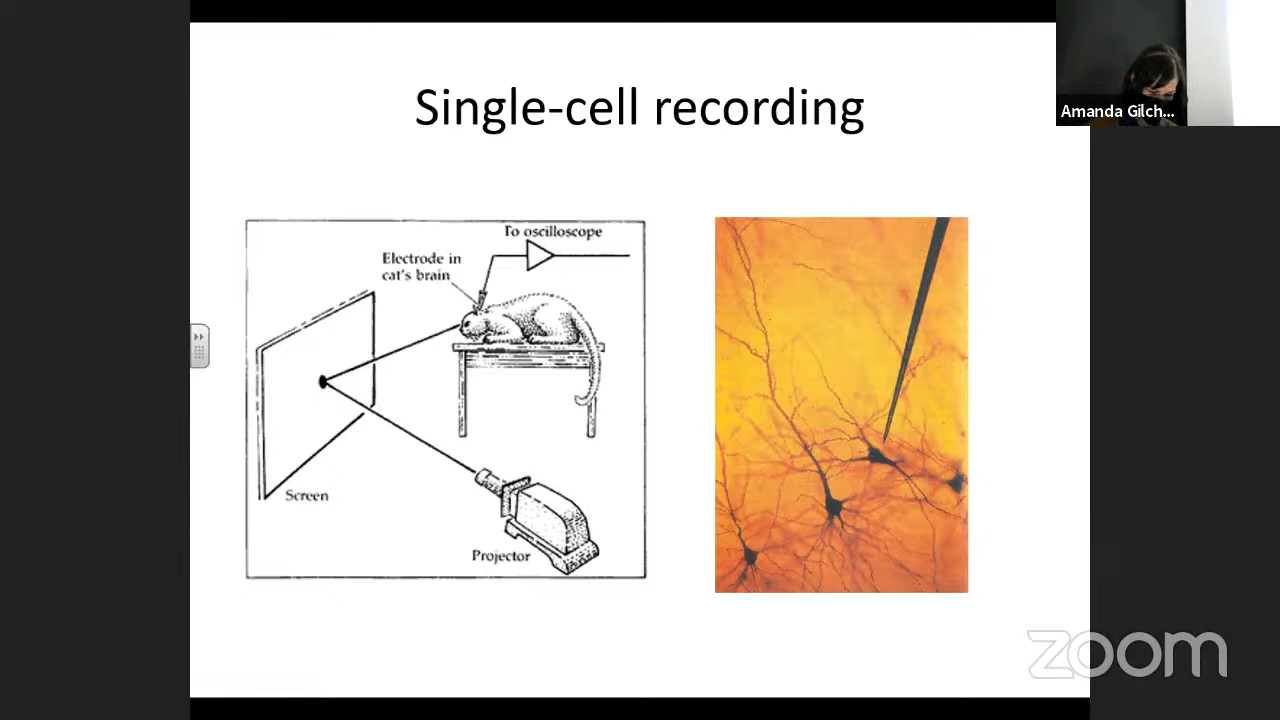 Single-cell recording
Amanda Gilch...
To oscilloscope
Electrode in
cat's brain
Screen
Projector
zoom